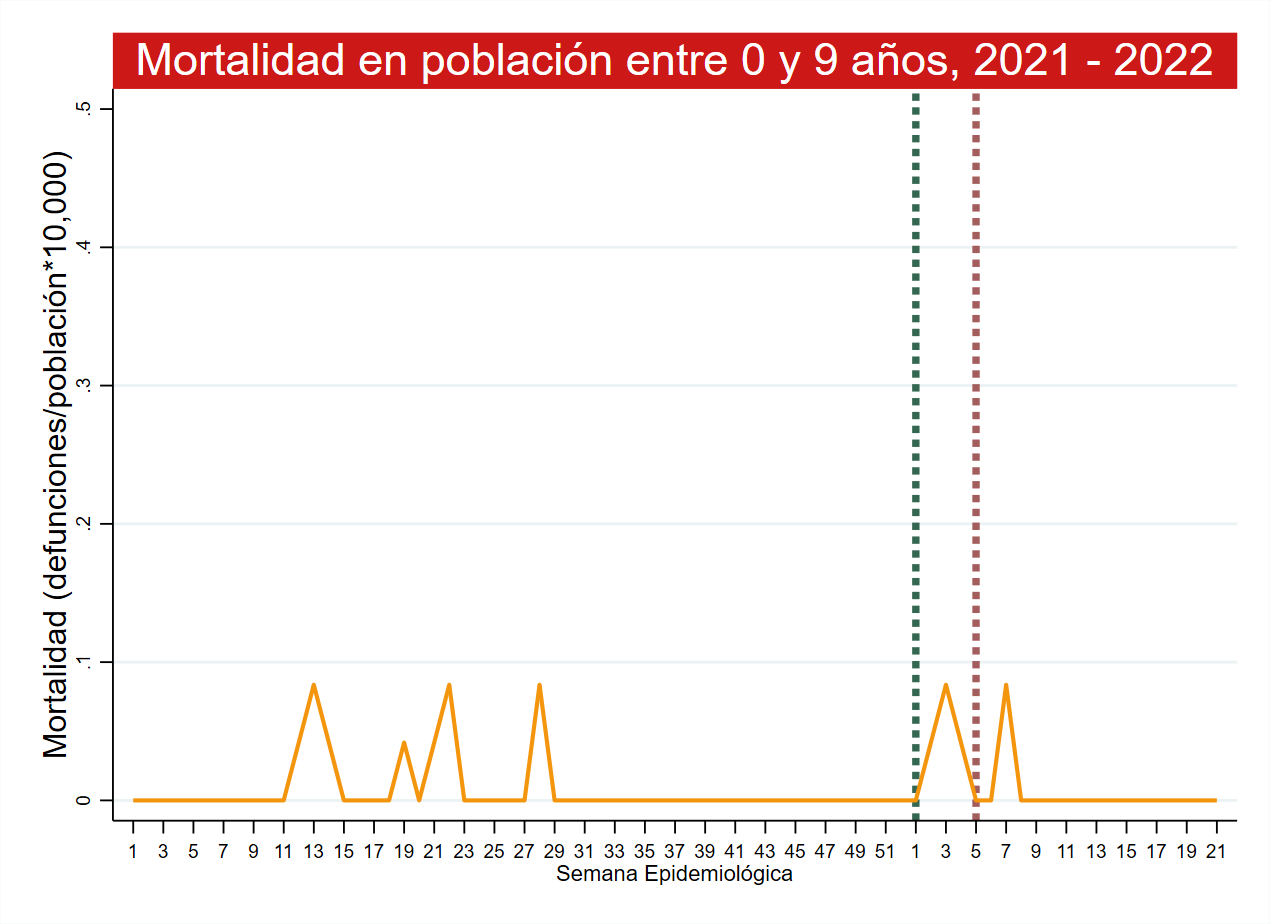 Mortalidad en población entre 0 y 9 años, 2021 - 2022
Mortalidad (defunciones/población*10,000)
.5
.4
.3
.2
.1
0
1 3 5 7 9 11 13 15 17 19 21 23 25 27 29 31 33 35 37 39 41 43 45 47 49 51 1 3 5 7 9 11 13 15 17 19 21
Semana Epidemiológica